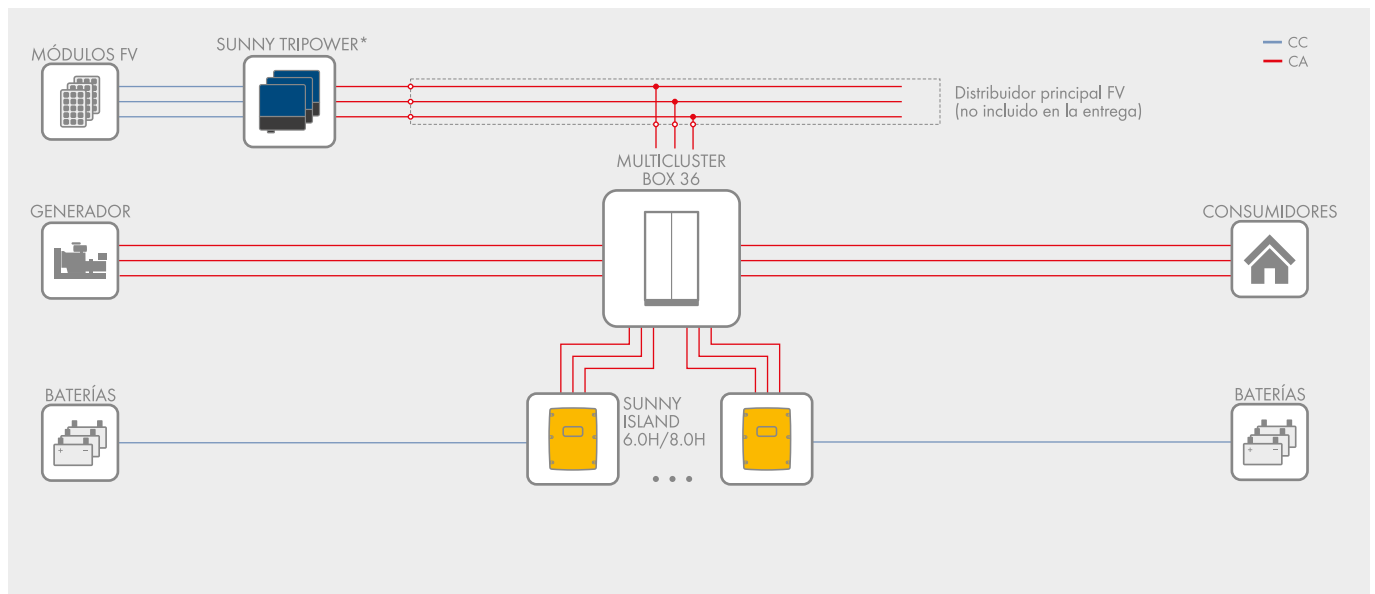 MÓDULOS FV
SUNNY TRIPOWER*
CC
CA
Distribuidor principal FV
(no incluido en la entrega)
MULTICLUSTER
BOX 36
GENERADOR
CONSUMIDORES
BATERÍAS
SUNNY
ISLAND
6.0H/8.0H
BATERÍAS